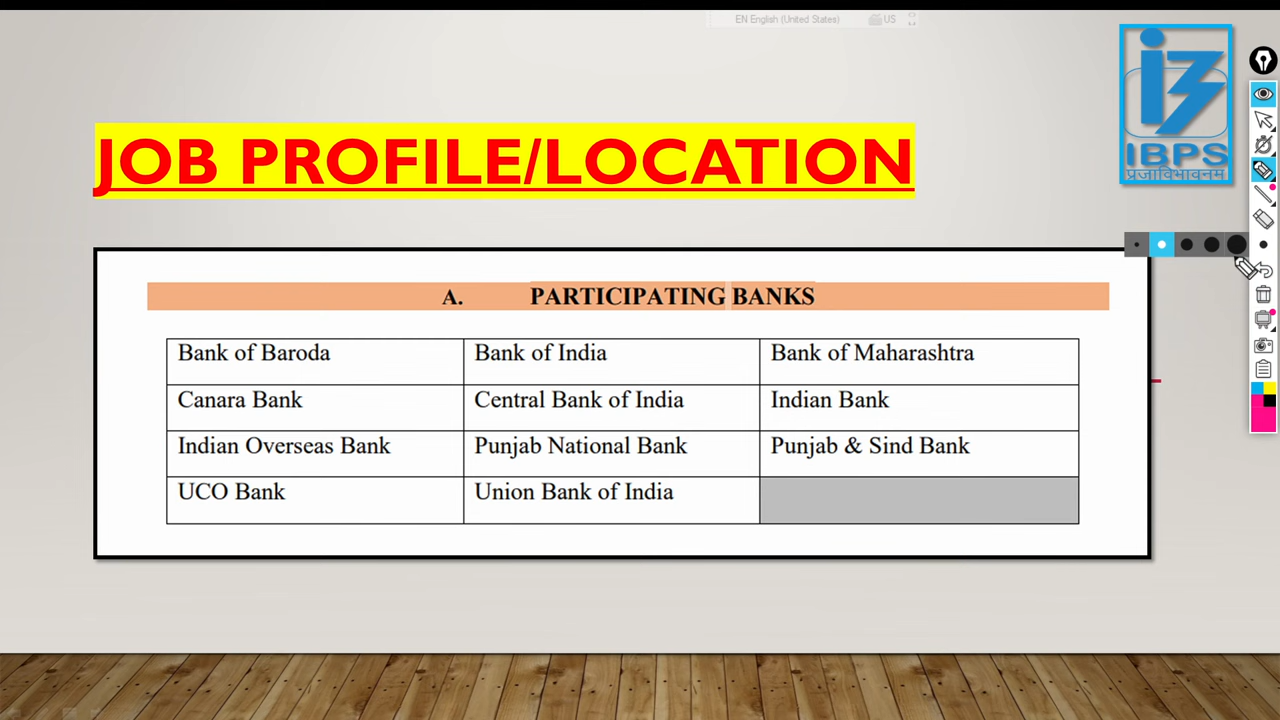 EN English (United States) US
JOB PROFILE/LOCATION
IBPS
प्रज्ञाविभावनम
A. PARTICIPATING BANKS
Bank of Baroda Bank of India Bank of Maharashtra
Canara Bank Central Bank of India Indian Bank
Indian Overseas Bank Punjab National Bank Punjab & Sind Bank
UCO Bank Union Bank of India